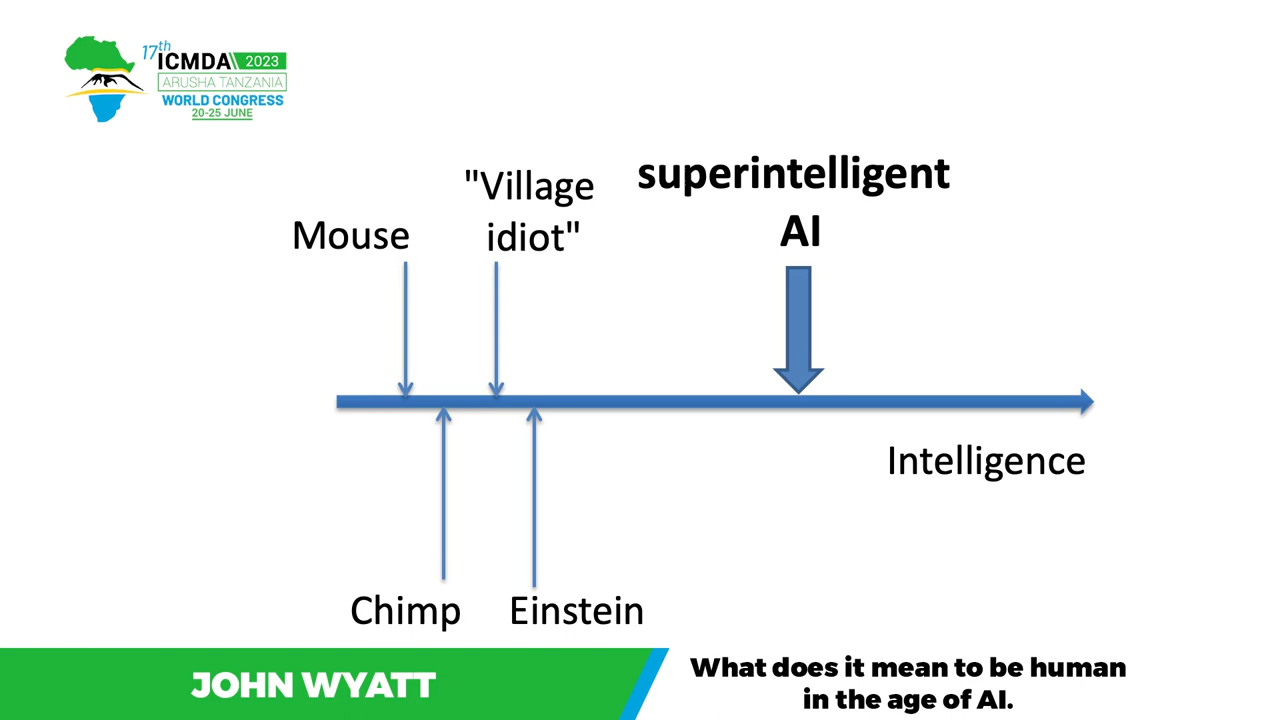 17th
ICMDA 2023
ARUSHA TANZANIA
WORLD CONGRESS
20-25 JUNE
"Village
idiot"
Mouse
superintelligent
AI
Intelligence
Chimp
Einstein
JOHN WYATT
What does it mean to be human
in the age of AI.